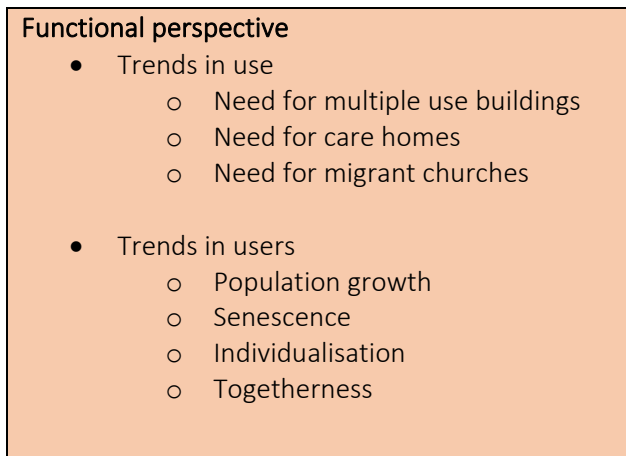 Functional perspective
• Trends in use
o Need for multiple use buildings
o Need for care homes
o Need for migrant churches
• Trends in users
o Population growth
o Senescence
o Individualisation
o Togetherness